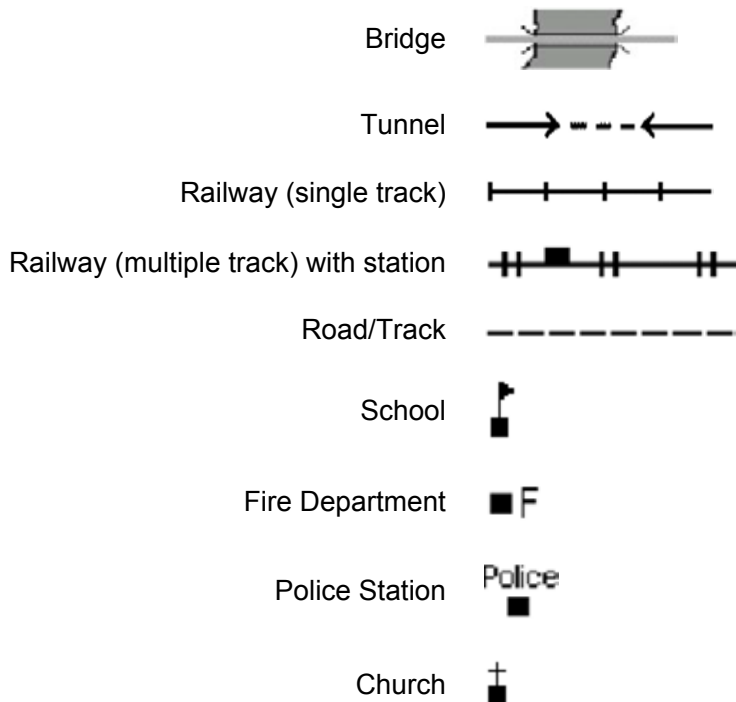 Bridge
Tunnel
Railway (single track)
Railway (multiple track) with station
Road/Track
School
Fire Department F
Police
Police Station
Church